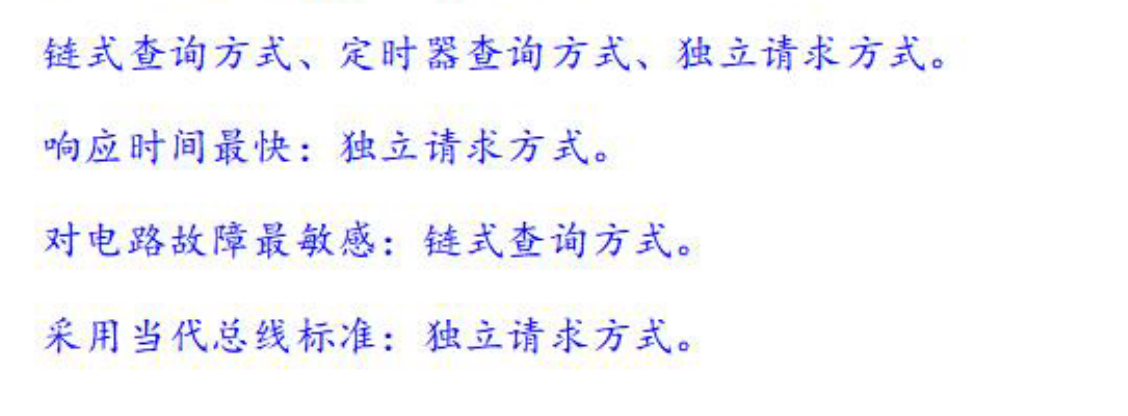 链式查询方式、定时器查询方式、独立请求方式。
响应时间最快：独立请求方式。
对电路故障最敏感：链式查询方式。
采用当代总线标准：独立请求方式。